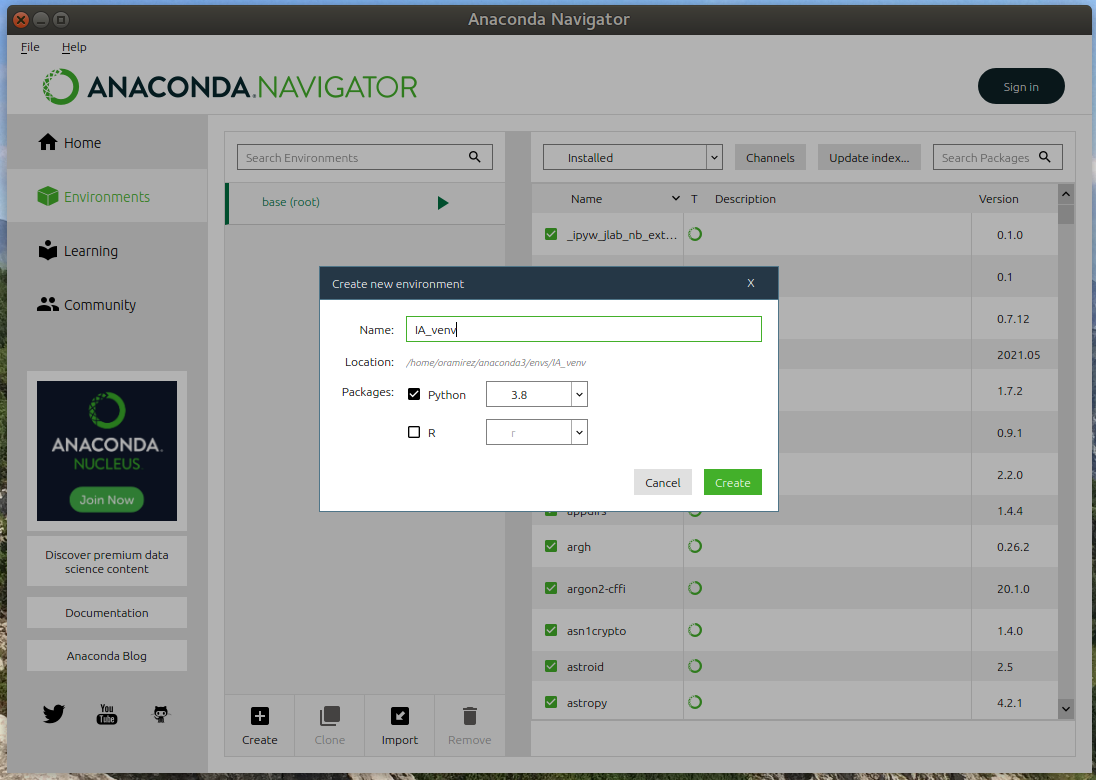 Anaconda Navigator
File Help
ANACONDA.NAVIGATOR
Sign in
Home
Environments
Learning
Community
ANACONDA.
NUCLEUS
Join Now
Discover premium data
science content
Documentation
Anaconda Blog
You
Tube
Search Environments
base (root)
Create
Clone
Import
Remove
Installed
Channels
Update index...
Search Packages
Name T Description Version
_ipyw_jlab_nb_ext... 0.1.0
0.1
0.7.12
2021.05
1.7.2
0.9.1
2.2.0
appdirs 1.4.4
argh 0.26.2
argon2-cffi 20.1.0
asn1crypto 1.4.0
astroid 2.5
astropy 4.2.1
Create new environment X
Name: IA_venv
Location: /home/oramirez/anaconda3/envs/IA_venv
Packages: Python 3.8
R r
Cancel Create